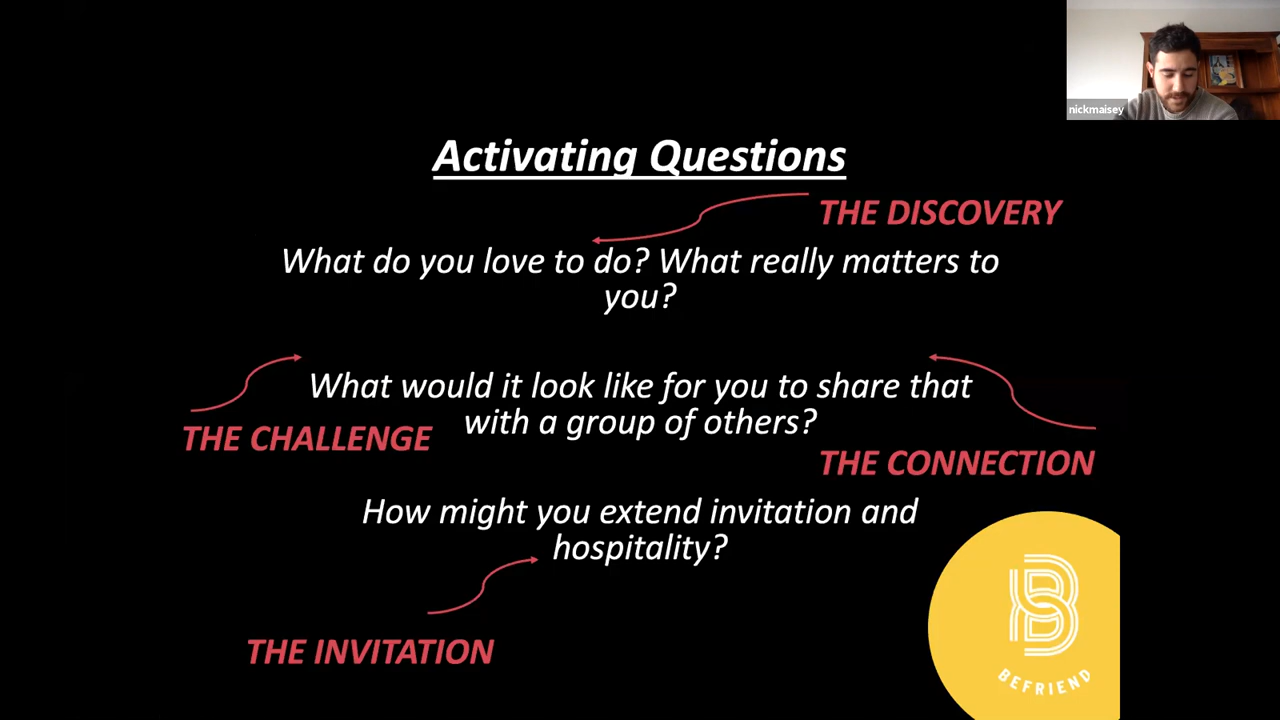 nickmaisey
Activating Questions
THE DISCOVERY
What do you love to do? What really matters to
you?
What would it look like for you to share that
with a group of others?
THE CHALLENGE
THE CONNECTION
How might you extend invitation and
hospitality?
THE INVITATION
B
BEFRIEND